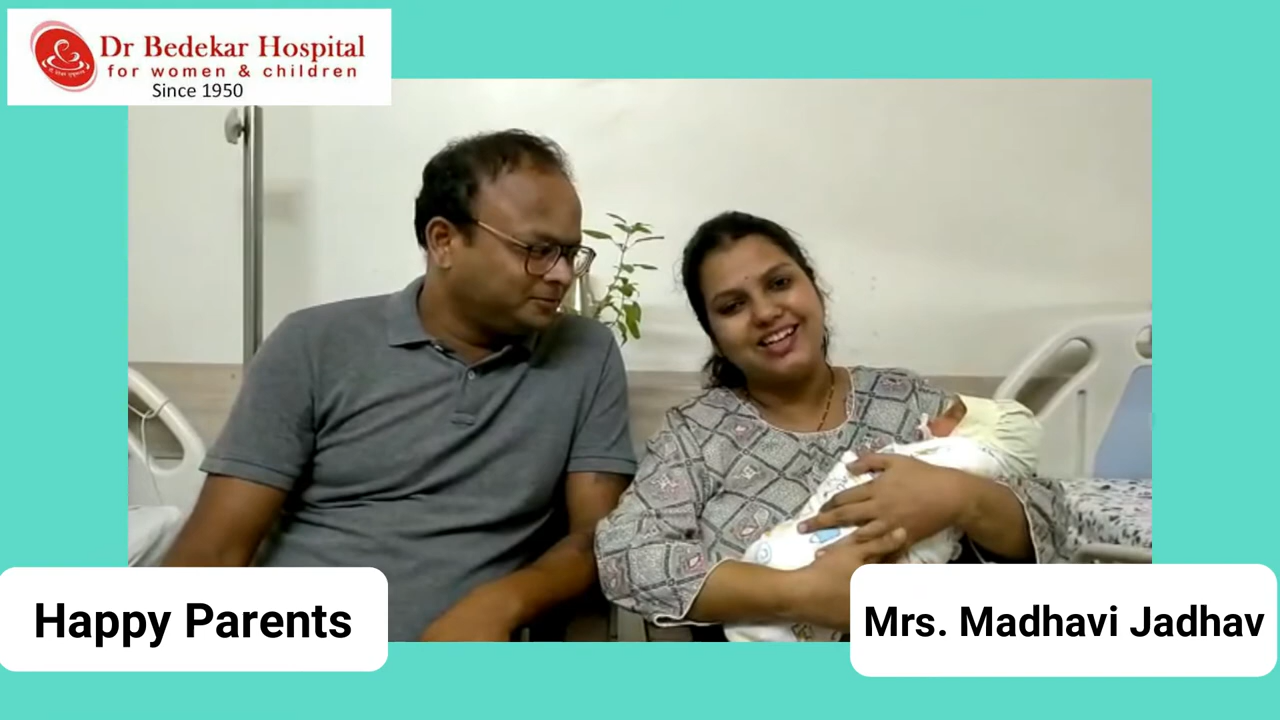 Dr Bedekar Hospital
for women & children
Since 1950
Happy Parents
Mrs. Madhavi Jadhav